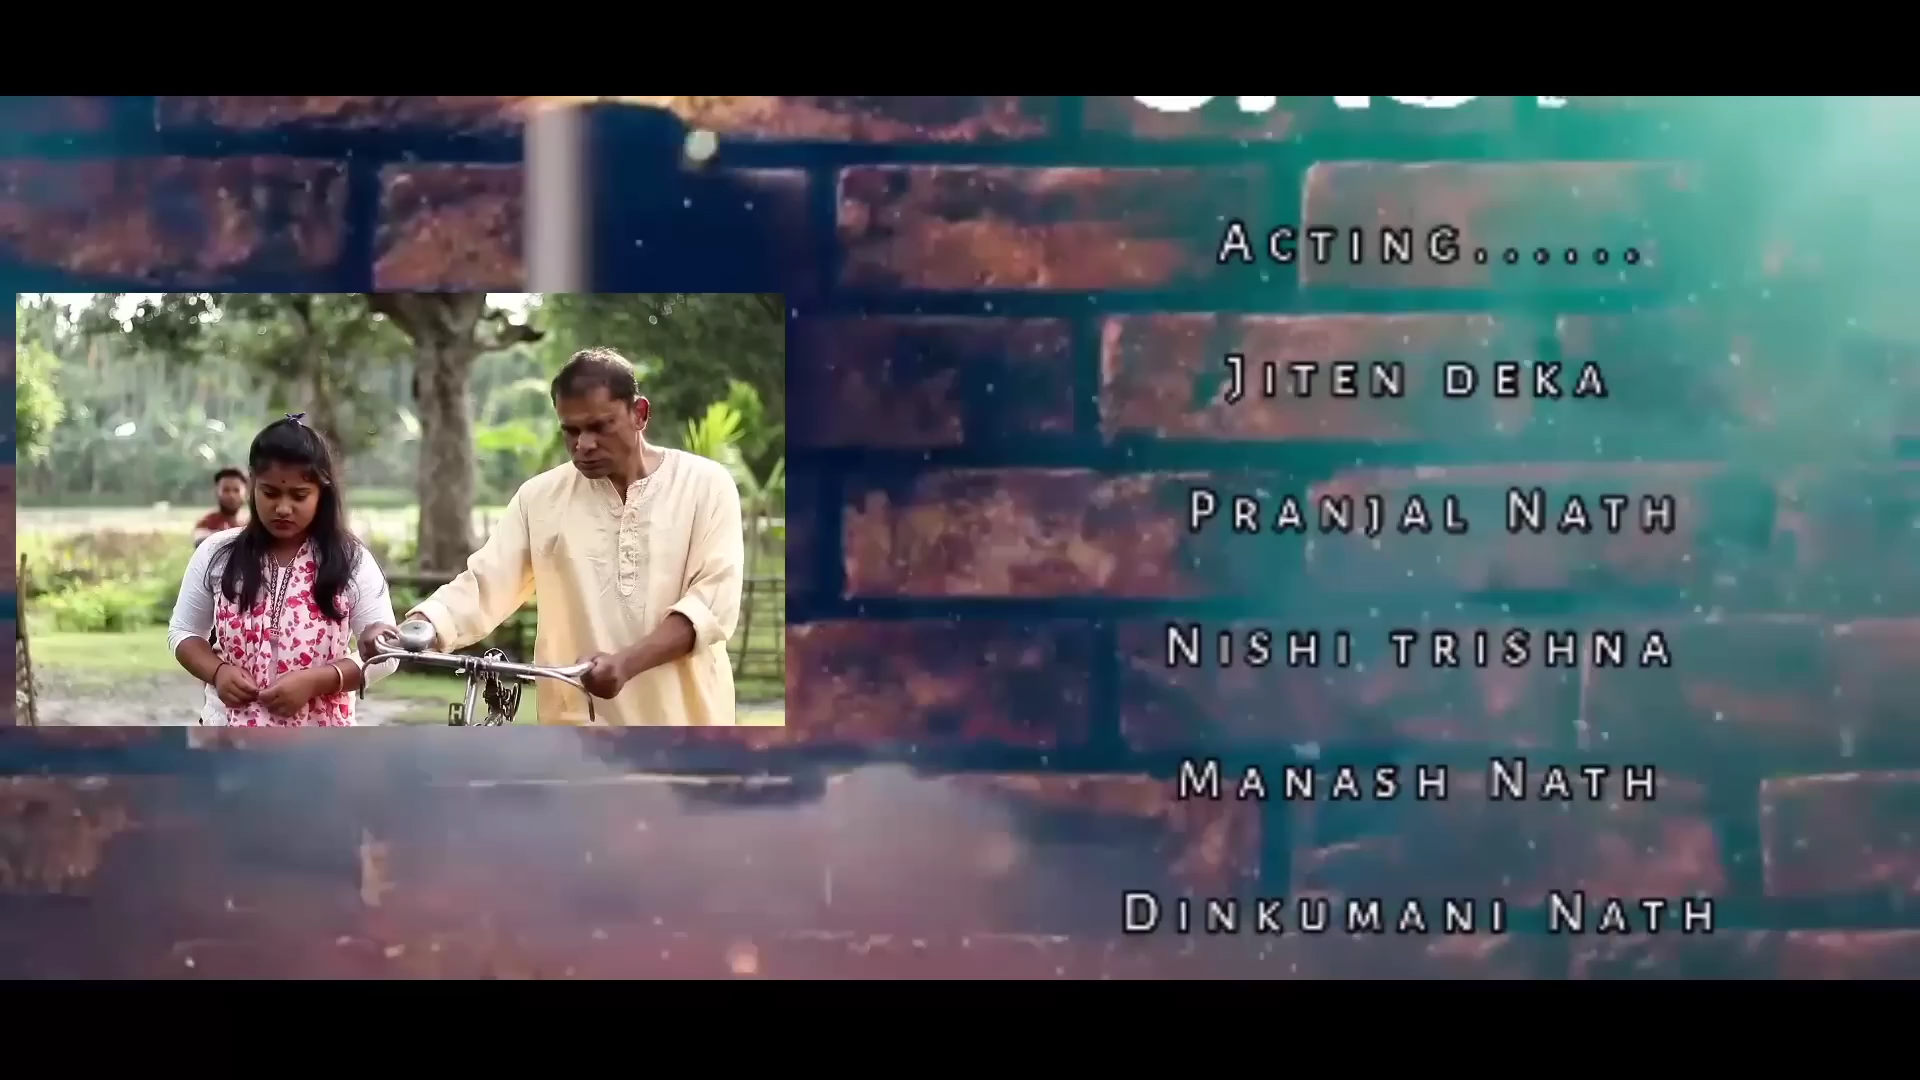 Acting......
Jiten deka
Pranjal Nath
Nishi trishna
Manash Nath
Dinkumani Nath